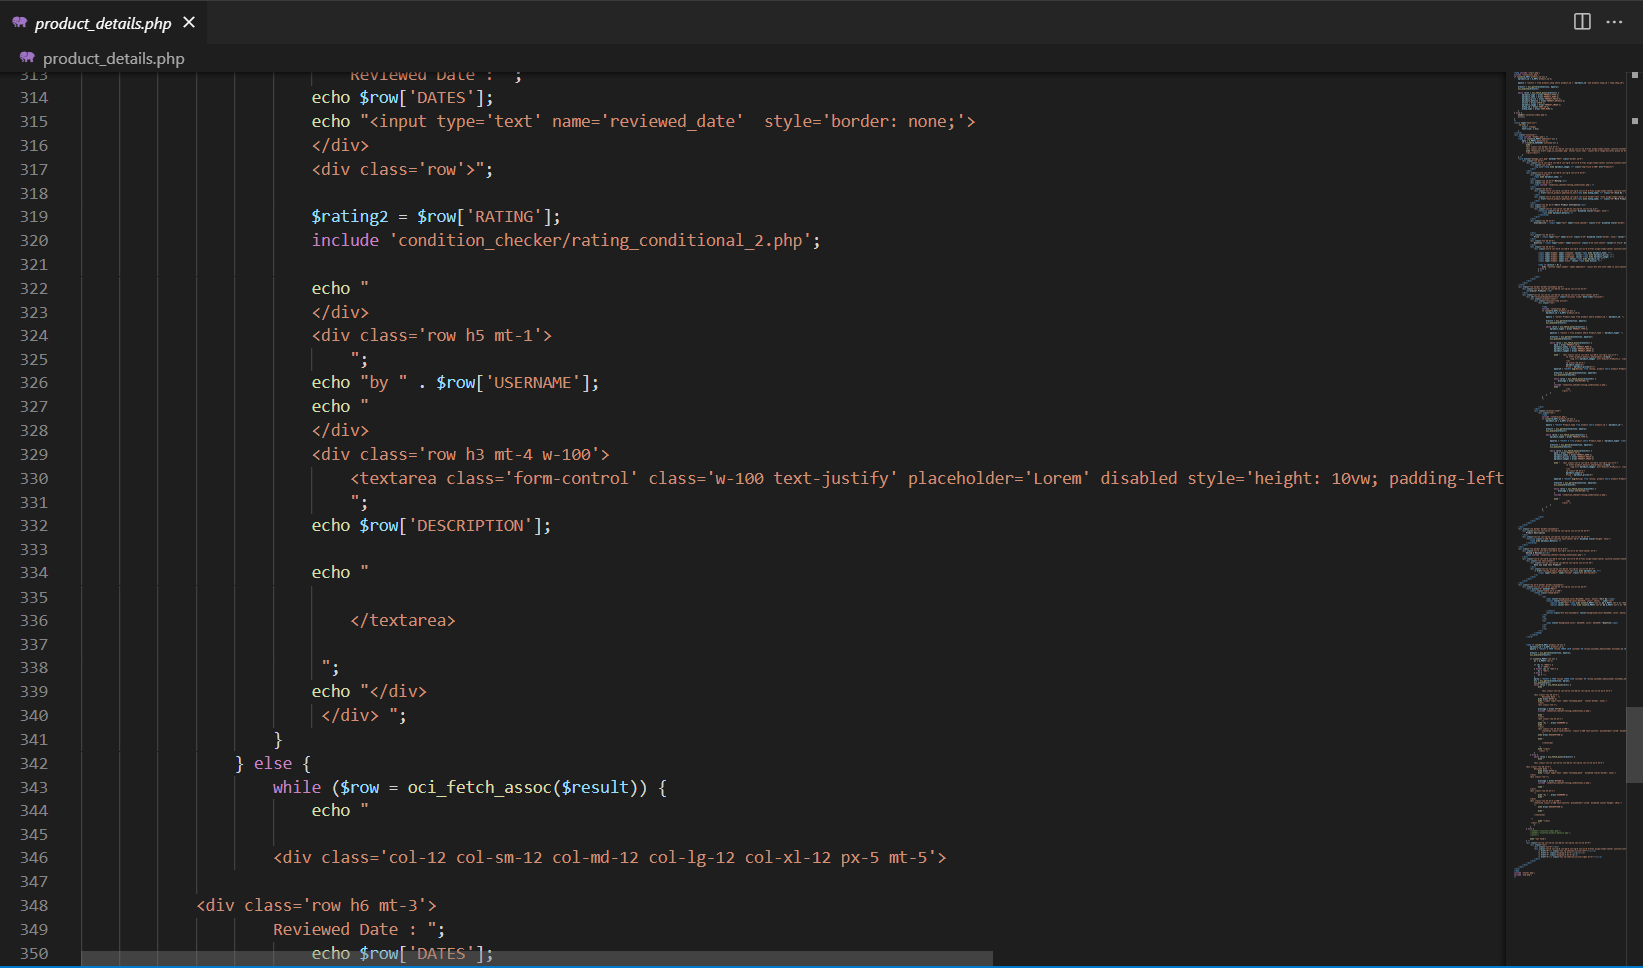 product_details.php
product_details.php
313 Reviewed Date : ";
314 echo $row['DATES'];
315 echo "<input type='text' name='reviewed_date'  style='border: none;'>
316 </div>
317 <div class='row'>";
318
319 $rating2 = $row['RATING'];
320 include 'condition_checker/rating_conditional_2.php';
321
322 echo "
323 </div>
324 <div class='row h5 mt-1'>
325 ";
326 echo "by " . $row['USERNAME'];
327 echo "
328 </div>
329 <div class='row h3 mt-4 w-100'>
330 <textarea class='form-control' class='w-100 text-justify' placeholder='Lorem' disabled style='height: 10vw; padding-left
331 ";
332 echo $row['DESCRIPTION'];
333
334 echo "
335
336 </textarea>
337
338 ";
339 echo "</div>
340 </div> ";
341 }
342 } else {
343 while ($row = oci_fetch_assoc($result)) {
344 echo "
345
346 <div class='col-12 col-sm-12 col-md-12 col-lg-12 col-xl-12 px-5 mt-5'>
347
348 <div class='row h6 mt-3'>
349 Reviewed Date : ";
350 echo $row['DATES'];